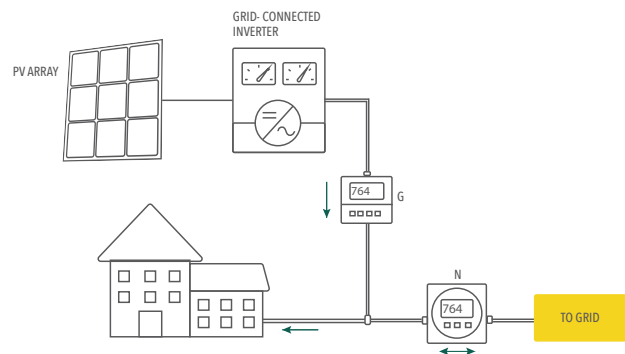 GRID- CONNECTED
INVERTER
PV ARRAY
764
G
N
764
TO GRID